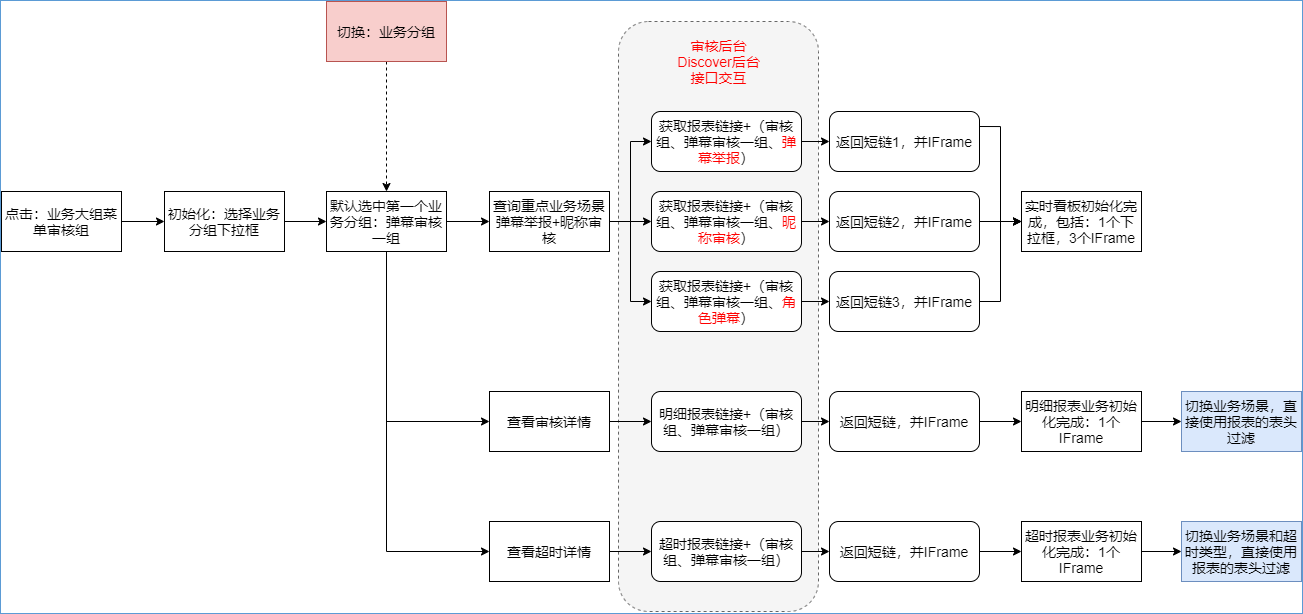 切换：业务分组
审核后台
Discover后台
接口交互
点击：业务大组菜
单审核组
初始化：选择业务
分组下拉框
默认选中第一个业
务分组：弹幕审核
一组
查询重点业务场景
弹幕举报+昵称审
核
获取报表链接+（审核
组、弹幕审核一组、弹
幕举报）
返回短链1，并IFrame
获取报表链接+（审核
组、弹幕审核一组、昵
称审核）
返回短链2，并IFrame
获取报表链接+（审核
组、弹幕审核一组、角
色弹幕）
返回短链3，并IFrame
实时看板初始化完
成，包括：1个下
拉框，3个IFrame
查看审核详情
明细报表链接+（审核
组、弹幕审核一组）
返回短链，并IFrame
明细报表业务初始
化完成：1个
IFrame
切换业务场景，直
接使用报表的表头
过滤
查看超时详情
超时报表链接+（审核
组、弹幕审核一组）
返回短链，并IFrame
超时报表业务初始
化完成：1个
IFrame
切换业务场景和超
时类型，直接使用
报表的表头过滤